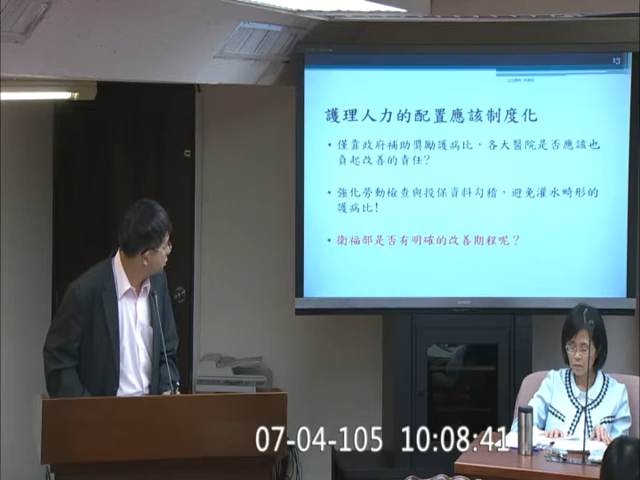 13
護理人力的配置應該制度化
• 僅靠政府補助獎勵護病比，各大醫院是否應該也
負起改善的責任?
• 強化勞動檢查與投保資料勾稽，避免灌水畸形的
護病比!
• 衛福部是否有明確的改善期程呢？
07-04-105 10:08:41